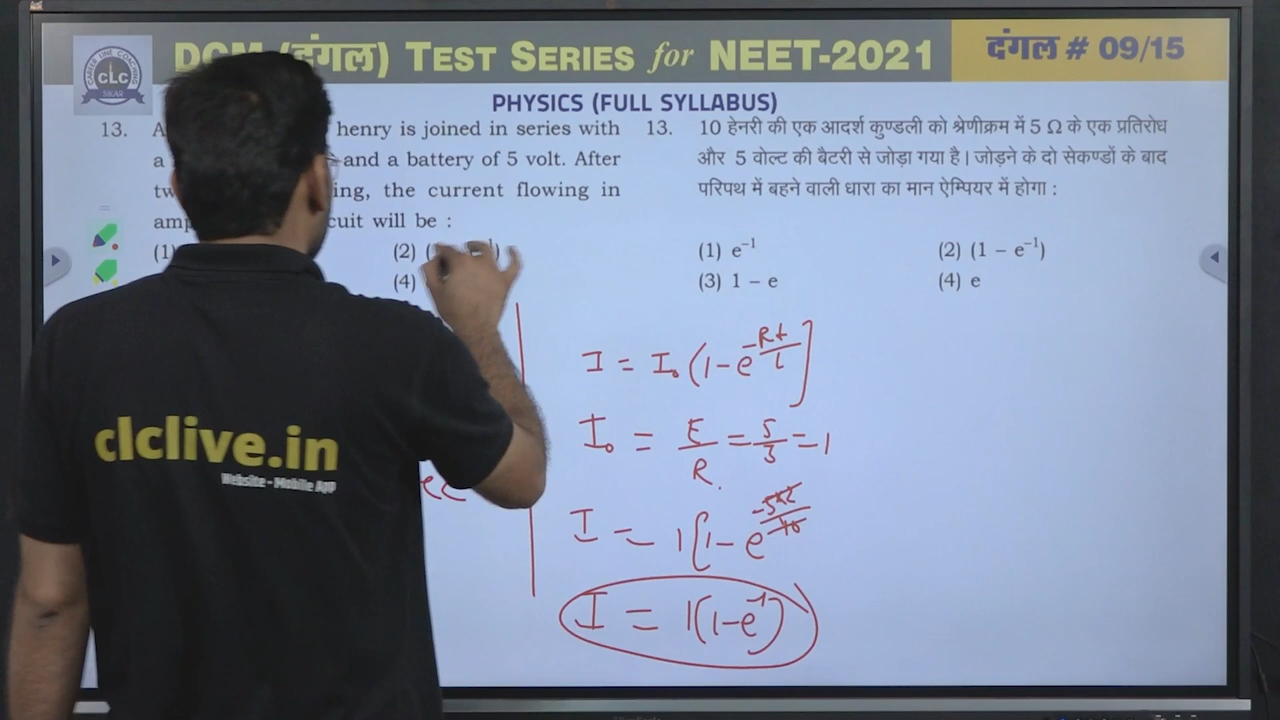 (दंगल) TEST SERIES for NEET-2021
दंगल # 09/15
CLC
SIKAR
PHYSICS (FULL SYLLABUS)
13. A henry is joined in series with
a and a battery of 5 volt. After
tw ing, the current flowing in
amp cuit will be :
(1) (2)
(4)
13. 10 हेनरी की एक आदर्श कुण्डली को श्रेणीक्रम में 5 Ω के एक प्रतिरोध
और 5 वोल्ट की बैटरी से जोड़ा गया है। जोड़ने के दो सेकण्डों के बाद
परिपथ में बहने वाली धारा का मान ऐम्पियर में होगा :
(1) e⁻¹ (2) (1 – e⁻¹)
(3) 1 – e (4) e
I = I₀ (1-e^-Rt/L]
I₀ = E/R = 5/5 = 1
I = 1[1-e^-5×2/10
I = 1(1-e⁻¹)
ec
clclive.in
Website - Mobile App